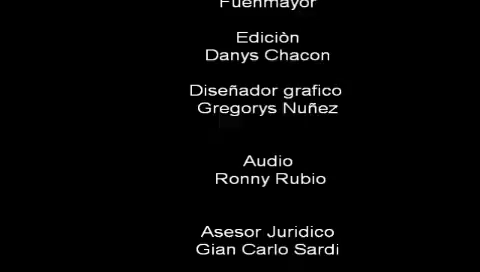 Fuenmayor
Ediciòn
Danys Chacon
Diseñador grafico
Gregorys Nuñez
Audio
Ronny Rubio
Asesor Juridico
Gian Carlo Sardi